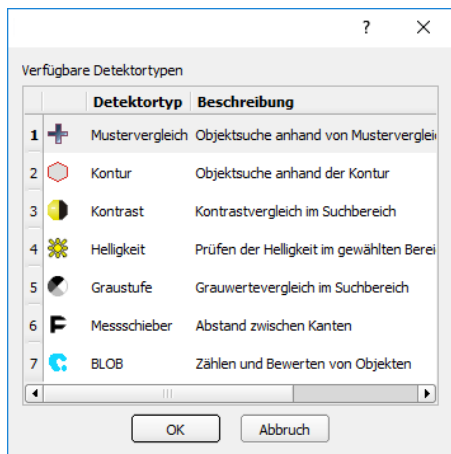 ?
Verfügbare Detektortypen
Detektortyp Beschreibung
1 Mustervergleich Objektsuche anhand von Musterverglei
2 Kontur Objektsuche anhand der Kontur
3 Kontrast Kontrastvergleich im Suchbereich
4 Helligkeit Prüfen der Helligkeit im gewählten Berei
5 Graustufe Grauwertevergleich im Suchbereich
6 Messschieber Abstand zwischen Kanten
7 BLOB Zählen und Bewerten von Objekten
OK Abbruch